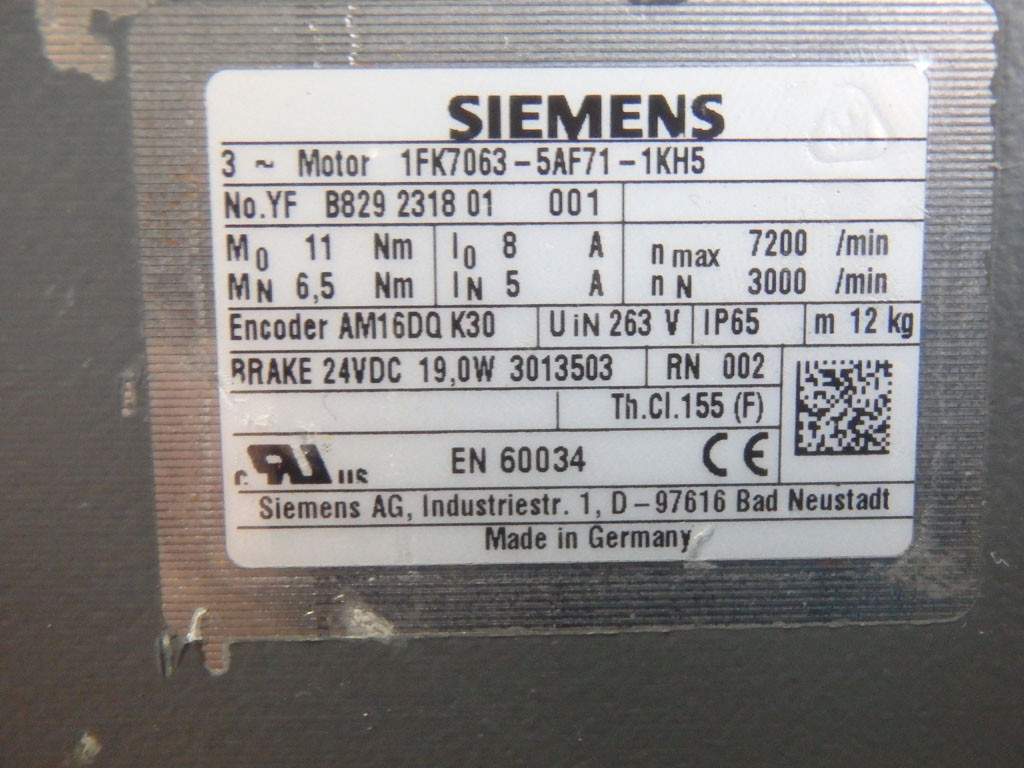 SIEMENS
3 ~ Motor 1FK7063-5AF71-1KH5
No.YF B829 2318 01 001
M0 11 Nm I0 8 A n max 7200 /min
MN 6,5 Nm IN 5 A n N 3000 /min
Encoder AM16DQ K30 U iN 263 V IP65 m 12 kg
BRAKE 24VDC 19,0W 3013503 RN 002
Th.Cl.155 (F)
c RU US EN 60034 CE
Siemens AG, Industriestr. 1, D-97616 Bad Neustadt
Made in Germany